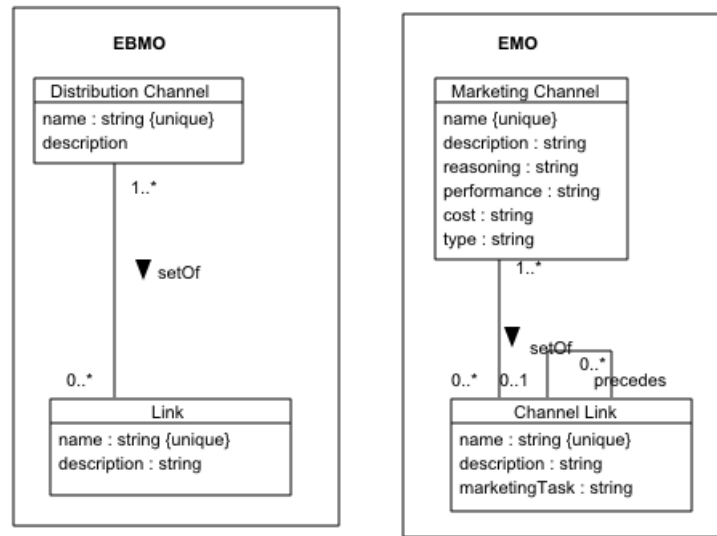 EBMO
Distribution Channel
name : string {unique}
description
1..*
setOf
0..*
Link
name : string {unique}
description : string
EMO
Marketing Channel
name {unique}
description : string
reasoning : string
performance : string
cost : string
type : string
1..*
setOf
0..*
0..*
0..1
precedes
Channel Link
name : string {unique}
description : string
marketingTask : string